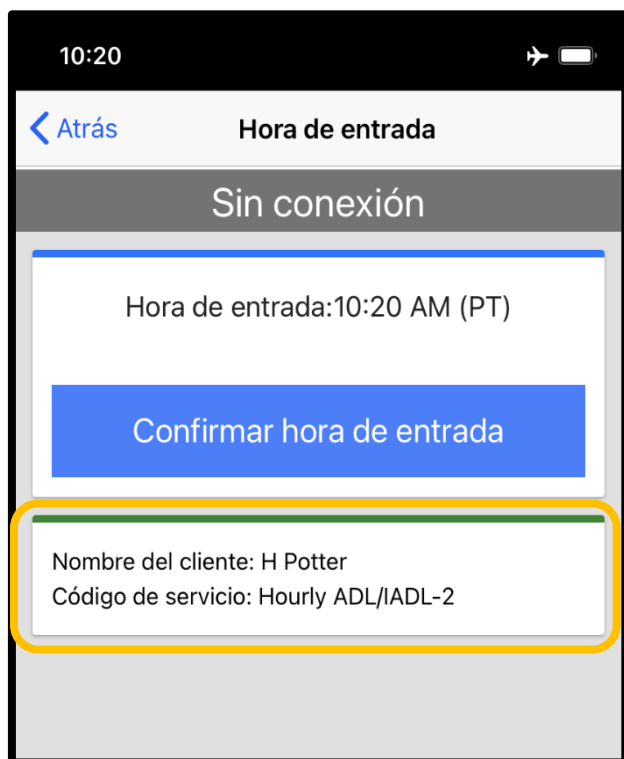 10:20
Atrás Hora de entrada
Sin conexión
Hora de entrada:10:20 AM (PT)
Confirmar hora de entrada
Nombre del cliente: H Potter
Código de servicio: Hourly ADL/IADL-2